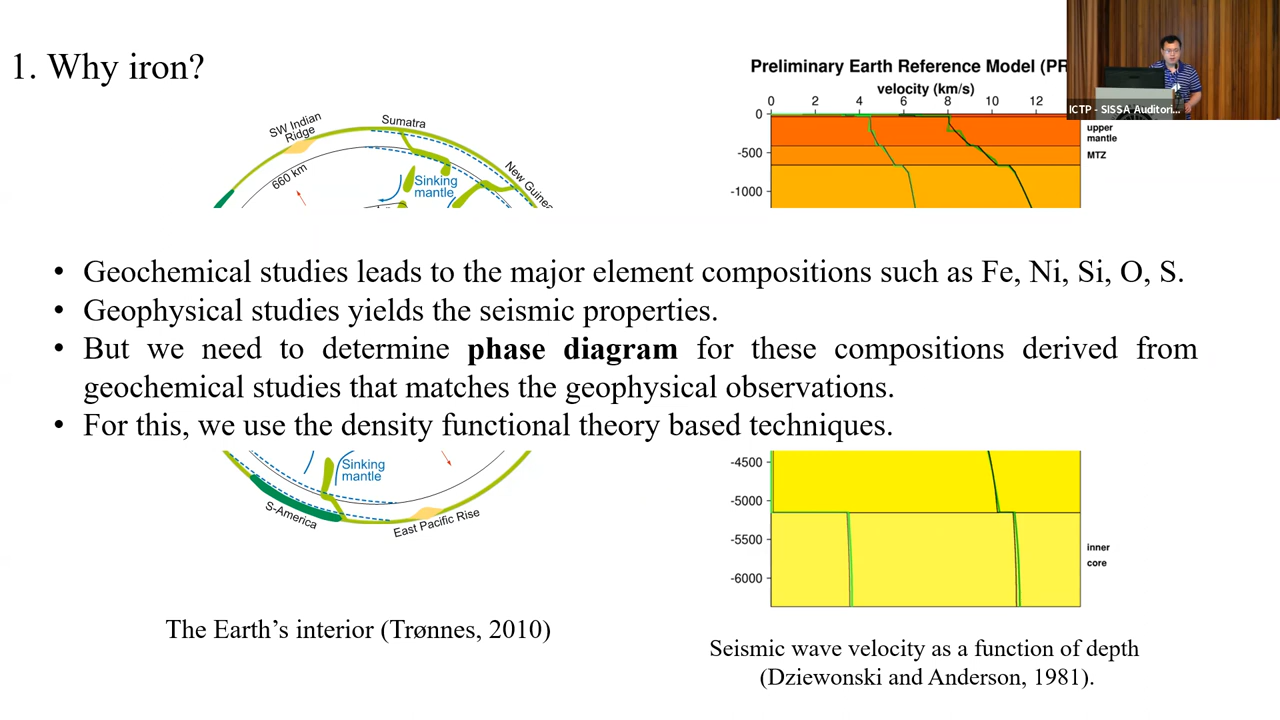 1. Why iron?
SW Indian
Ridge
Sumatra
New Guinea
660 km
Sinking
mantle
Preliminary Earth Reference Model (PR
velocity (km/s)
0 2 4 6 8 10 12
0
-500
-1000
upper
mantle
MTZ
ICTP - SISSA Auditori...
• Geochemical studies leads to the major element compositions such as Fe, Ni, Si, O, S.
• Geophysical studies yields the seismic properties.
• But we need to determine phase diagram for these compositions derived from
geochemical studies that matches the geophysical observations.
• For this, we use the density functional theory based techniques.
Sinking
mantle
S-America
East Pacific Rise
-4500
-5000
-5500
-6000
inner
core
The Earth's interior (Trønnes, 2010)
Seismic wave velocity as a function of depth
(Dziewonski and Anderson, 1981).